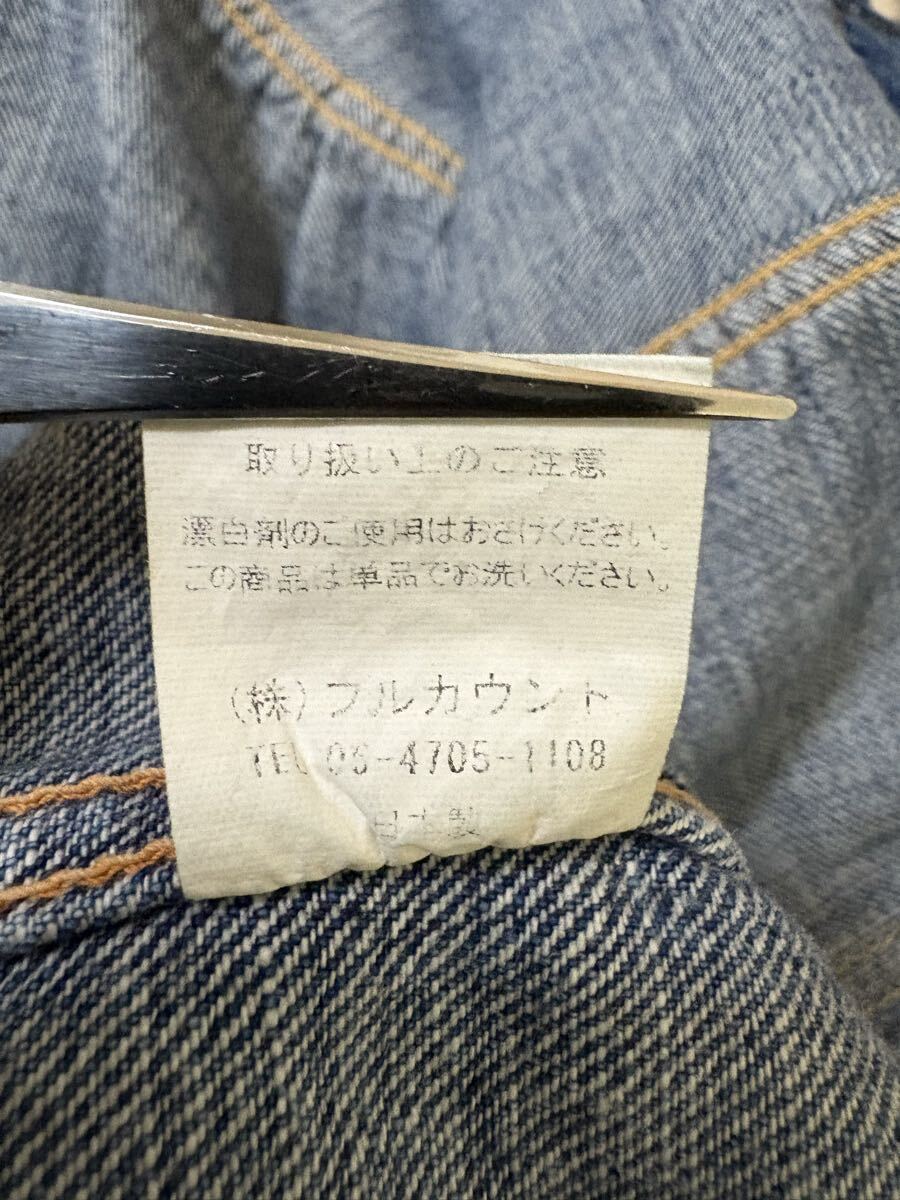 取り扱い上のご注意
漂白剤のご使用はおさけください。
この商品は単品でお洗いください。
(株)フルカウント
TEL 06-4705-1108
日本製